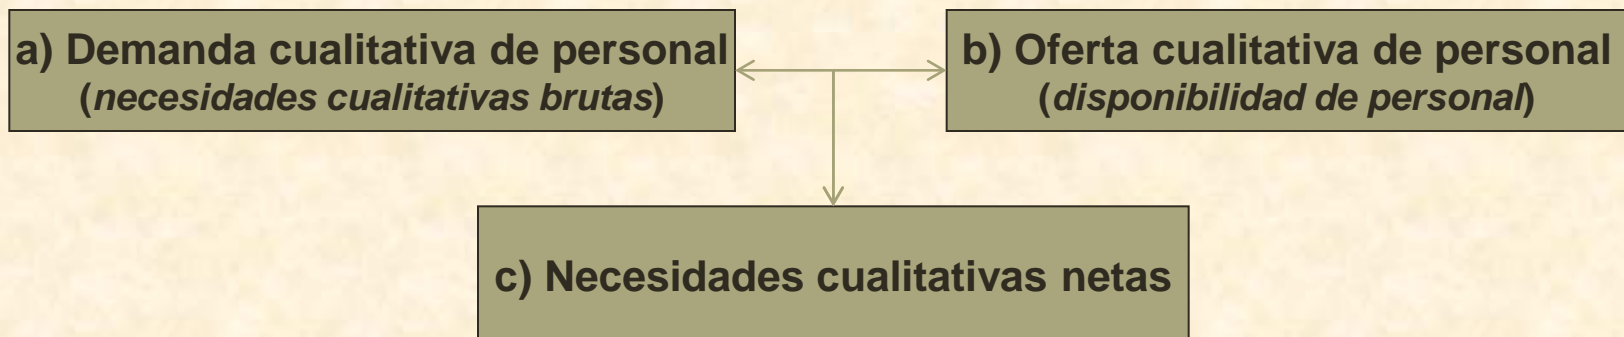 a) Demanda cualitativa de personal
(necesidades cualitativas brutas)
b) Oferta cualitativa de personal
(disponibilidad de personal)
c) Necesidades cualitativas netas